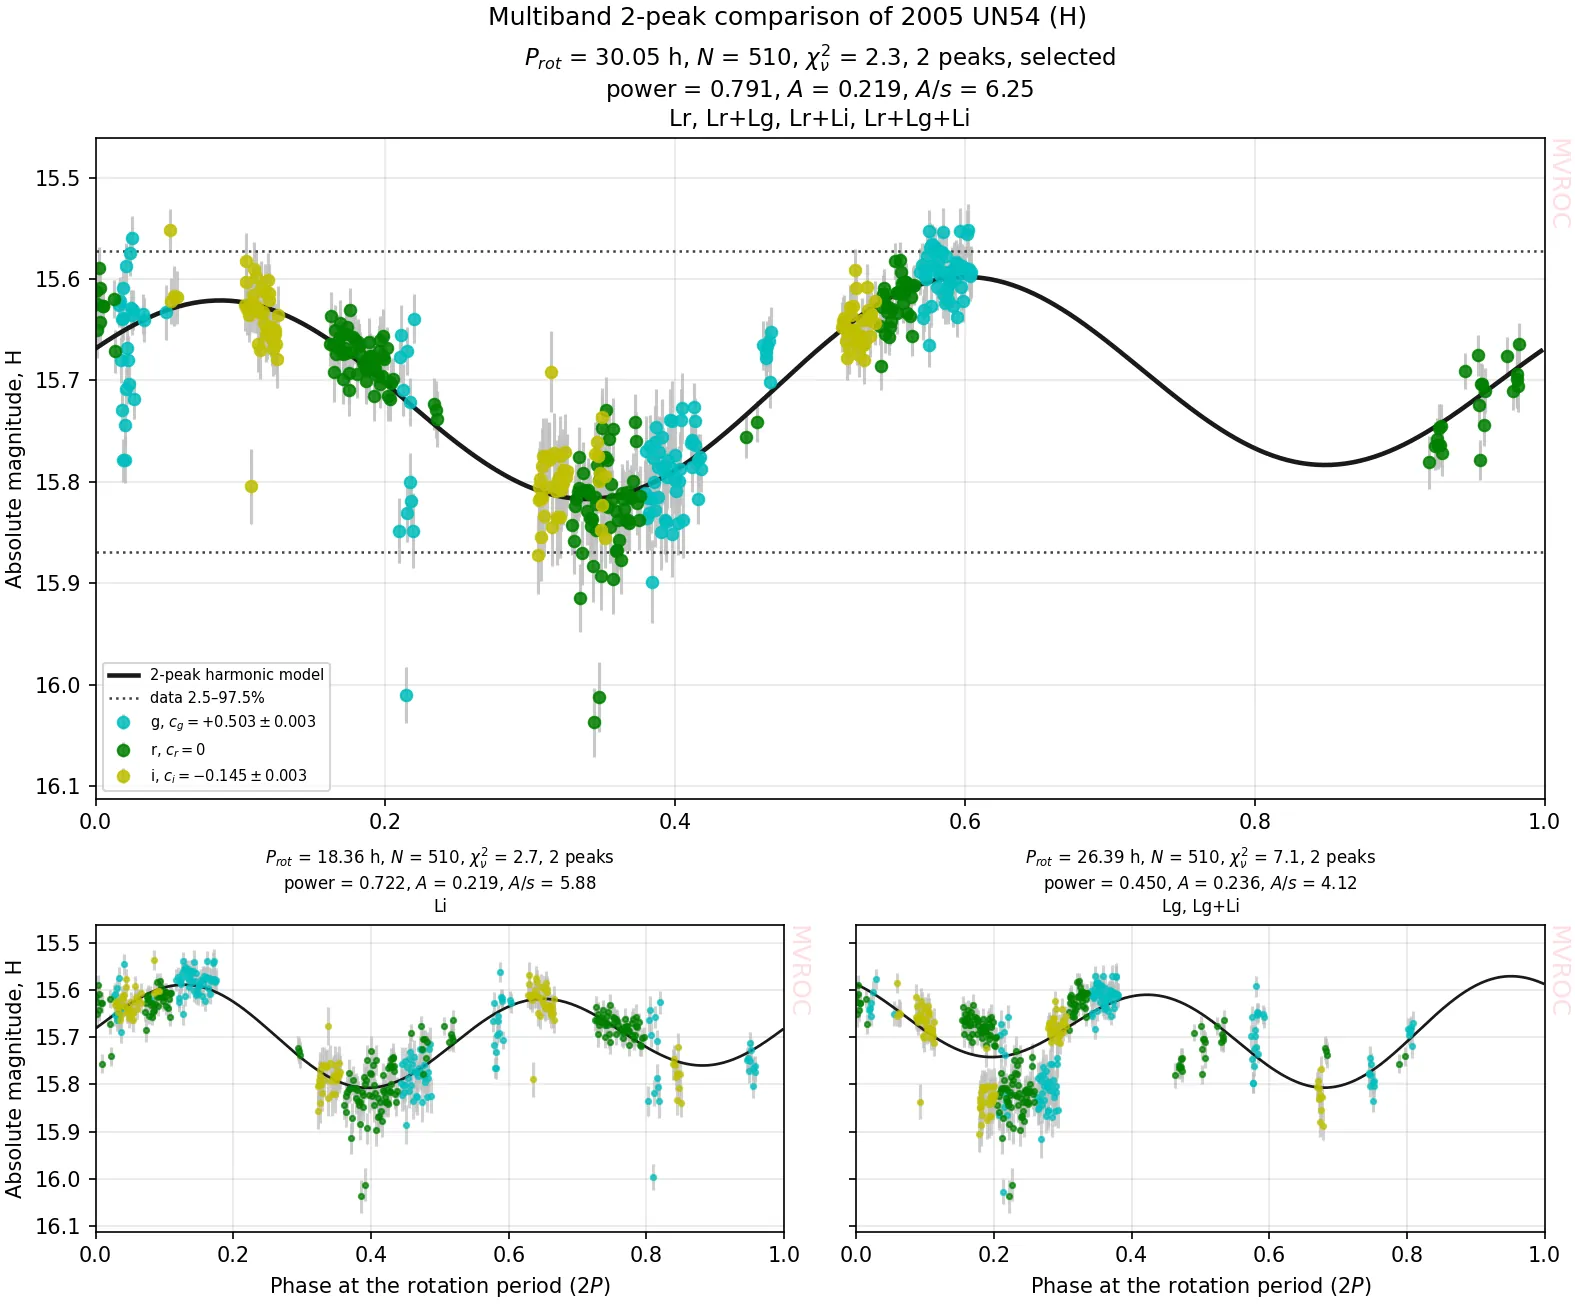 Multiband 2-peak comparison of 2005 UN54 (H)
P_rot = 30.05 h, N = 510, χ²_ν = 2.3, 2 peaks, selected
power = 0.791, A = 0.219, A/s = 6.25
Lr, Lr+Lg, Lr+Li, Lr+Lg+Li
MVROC
Absolute magnitude, H
15.5
15.6
15.7
15.8
15.9
16.0
16.1
2-peak harmonic model
data 2.5–97.5%
g, c_g = +0.503 ± 0.003
r, c_r = 0
i, c_i = −0.145 ± 0.003
0.0 0.2 0.4 0.6 0.8 1.0
P_rot = 18.36 h, N = 510, χ²_ν = 2.7, 2 peaks
power = 0.722, A = 0.219, A/s = 5.88
Li
MVROC
Absolute magnitude, H
15.5
15.6
15.7
15.8
15.9
16.0
16.1
0.0 0.2 0.4 0.6 0.8 1.0
Phase at the rotation period (2P)
P_rot = 26.39 h, N = 510, χ²_ν = 7.1, 2 peaks
power = 0.450, A = 0.236, A/s = 4.12
Lg, Lg+Li
MVROC
0.0 0.2 0.4 0.6 0.8 1.0
Phase at the rotation period (2P)